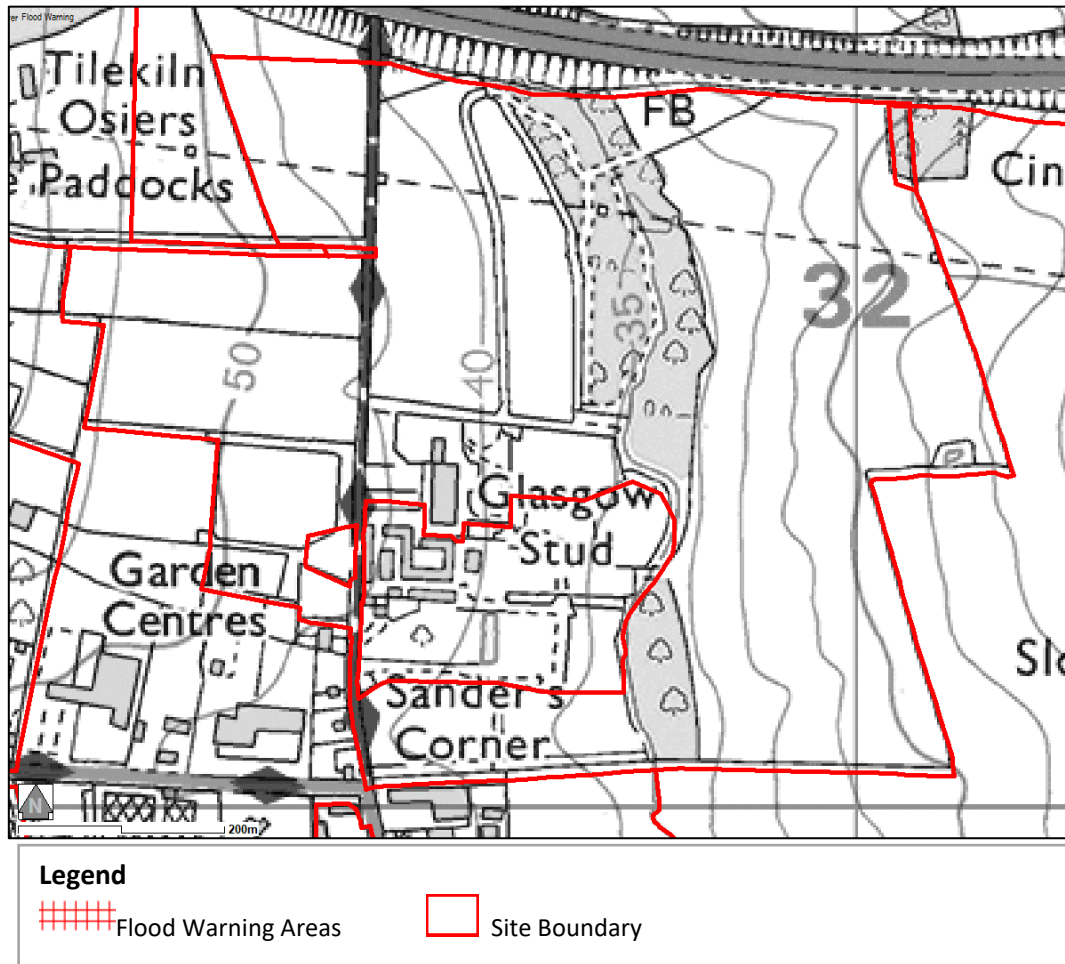 Flood Warning
Tilekiln
Osiers
Paddocks
FB
Cin
32
35
50
40
Glasgow
Stud
Garden
Centres
Sander's
Corner
Slo
N
200m
Legend
Flood Warning Areas
Site Boundary